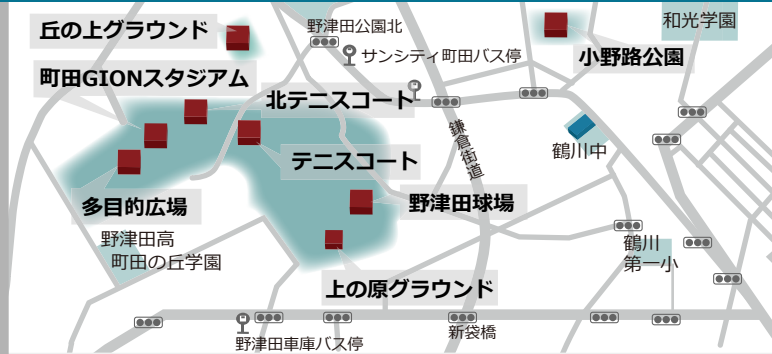 丘の上グラウンド
野津田公園北
和光学園
サンシティ町田バス停
小野路公園
町田GIONスタジアム
北テニスコート
鎌倉街道
鶴川中
テニスコート
多目的広場
野津田球場
野津田高
町田の丘学園
鶴川
第一小
上の原グラウンド
新袋橋
野津田車庫バス停